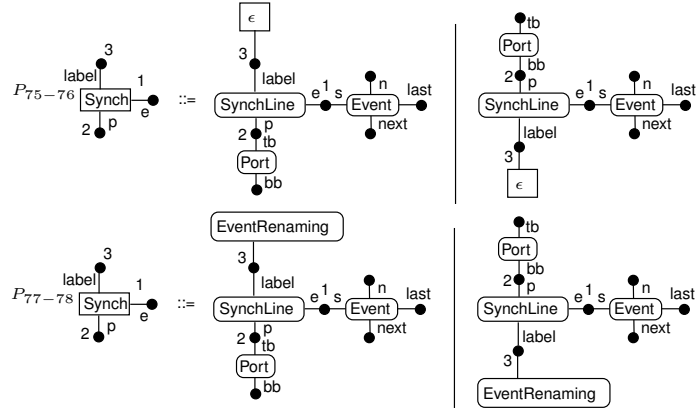 ϵ
3
label
SynchLine
e 1 s
Event
n
last
next
2 p
tb
Port
bb
P75−76
3
label
Synch
1
e
2 p
::=
tb
Port
bb
2 p
SynchLine
e 1 s
Event
n
last
next
label
3
ϵ
P77−78
3
label
Synch
1
e
2 p
::=
EventRenaming
3
label
SynchLine
e 1 s
Event
n
last
next
2 p
tb
Port
bb
tb
Port
bb
2 p
SynchLine
e 1 s
Event
n
last
next
label
3
EventRenaming